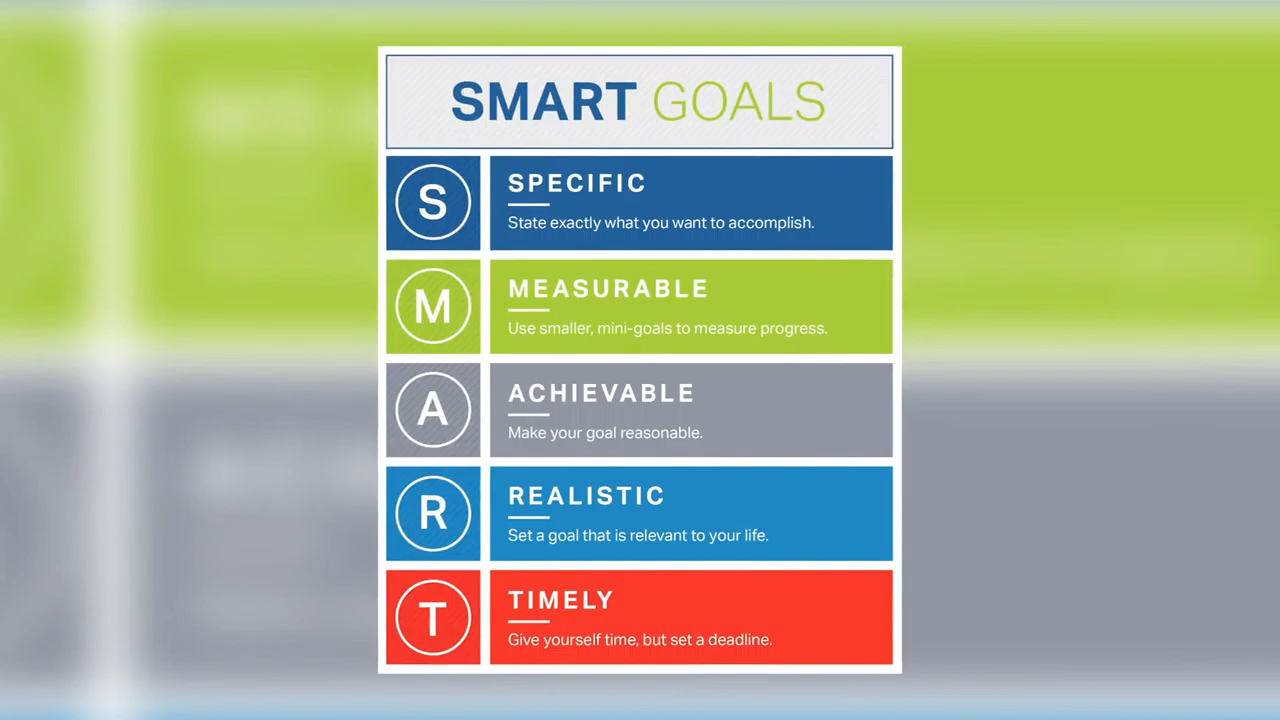 SMART GOALS
S
SPECIFIC
State exactly what you want to accomplish.
M
MEASURABLE
Use smaller, mini-goals to measure progress.
A
ACHIEVABLE
Make your goal reasonable.
R
REALISTIC
Set a goal that is relevant to your life.
T
TIMELY
Give yourself time, but set a deadline.